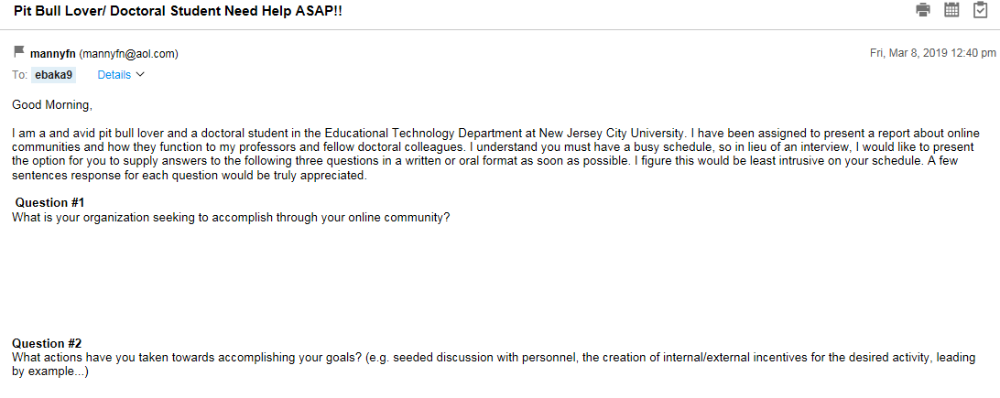 Pit Bull Lover/ Doctoral Student Need Help ASAP!!
mannyfn (mannyfn@aol.com)
Fri, Mar 8, 2019 12:40 pm
To: ebaka9 Details
Good Morning,
I am a and avid pit bull lover and a doctoral student in the Educational Technology Department at New Jersey City University. I have been assigned to present a report about online
communities and how they function to my professors and fellow doctoral colleagues. I understand you must have a busy schedule, so in lieu of an interview, I would like to present
the option for you to supply answers to the following three questions in a written or oral format as soon as possible. I figure this would be least intrusive on your schedule. A few
sentences response for each question would be truly appreciated.
Question #1
What is your organization seeking to accomplish through your online community?
Question #2
What actions have you taken towards accomplishing your goals? (e.g. seeded discussion with personnel, the creation of internal/external incentives for the desired activity, leading
by example...)